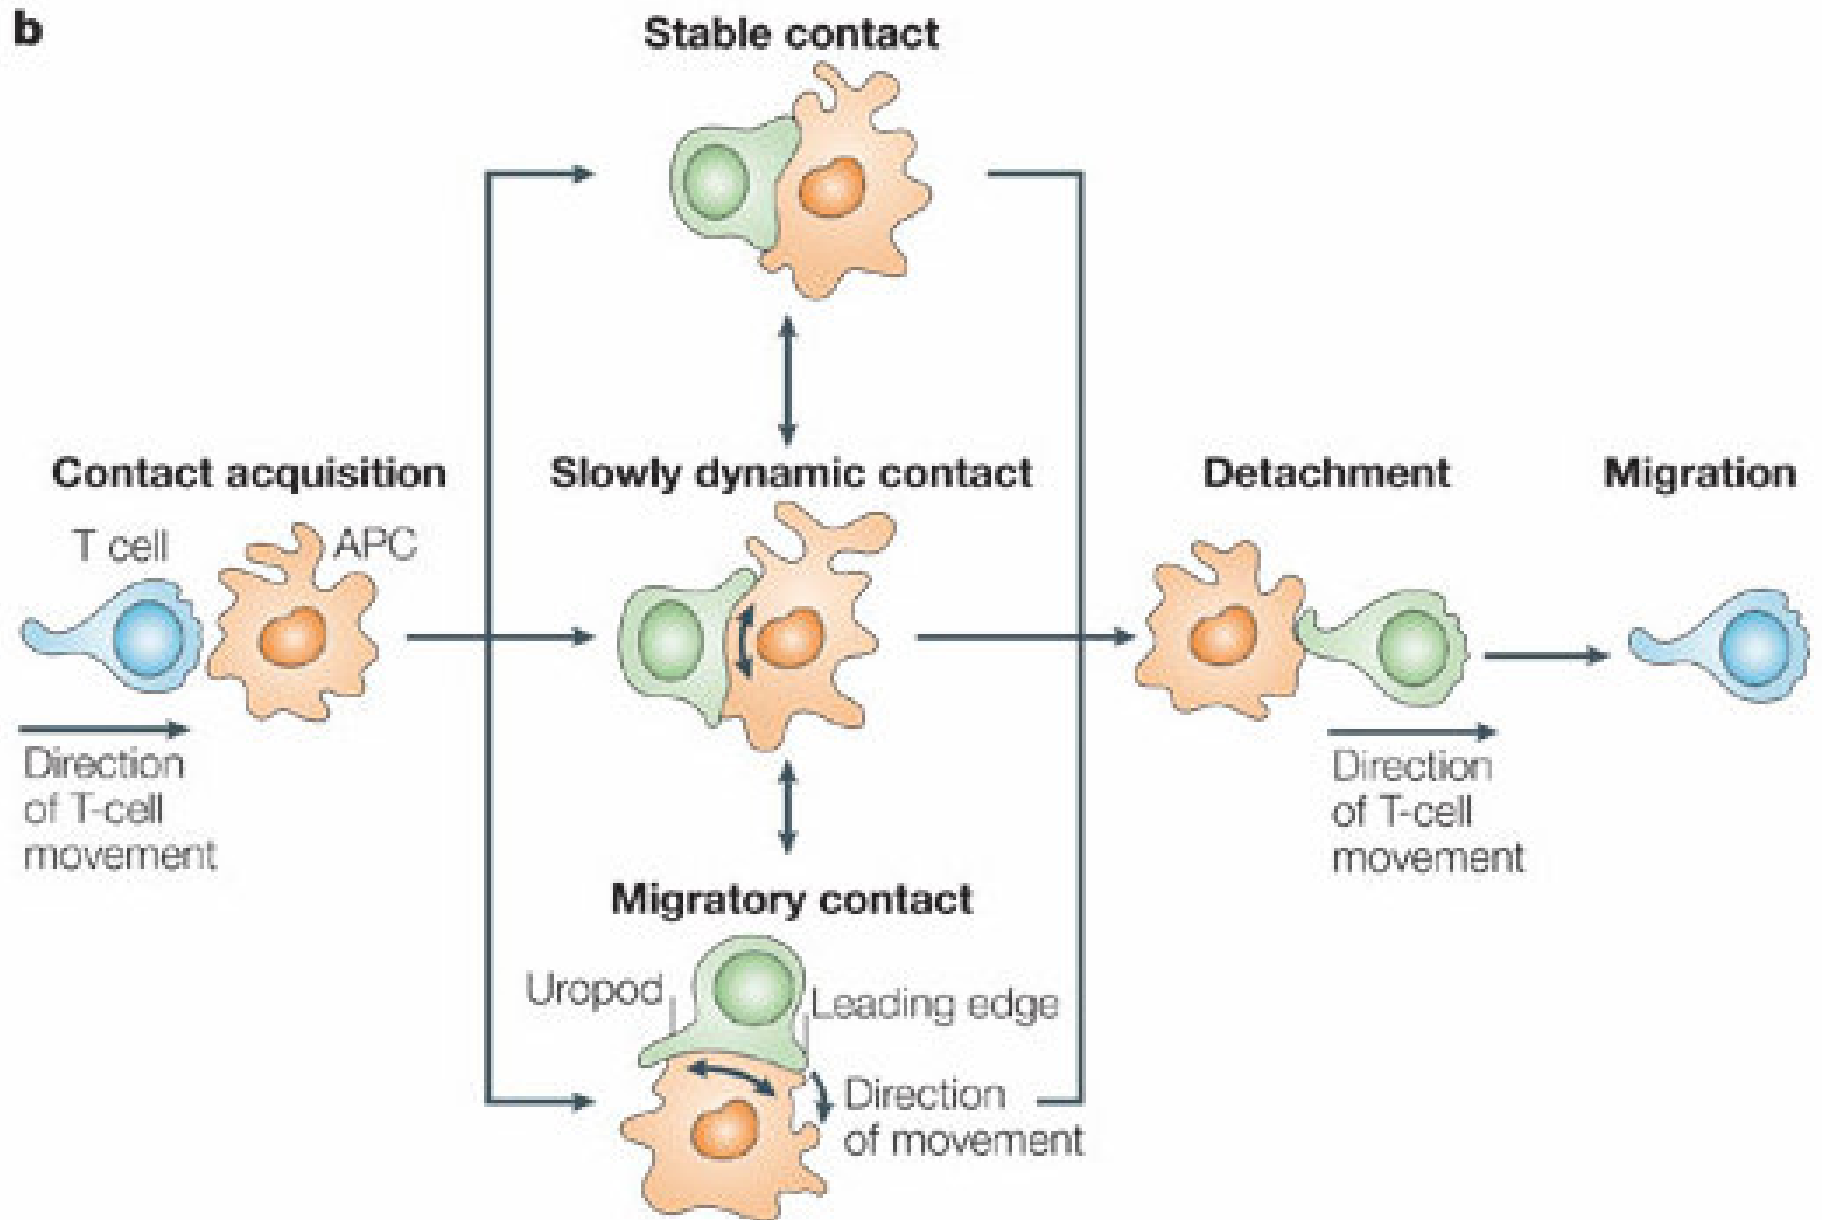 b
Stable contact
Contact acquisition
T cell
APC
Direction
of T-cell
movement
Slowly dynamic contact
Migratory contact
Uropod
Leading edge
Direction
of movement
Detachment
Direction
of T-cell
movement
Migration